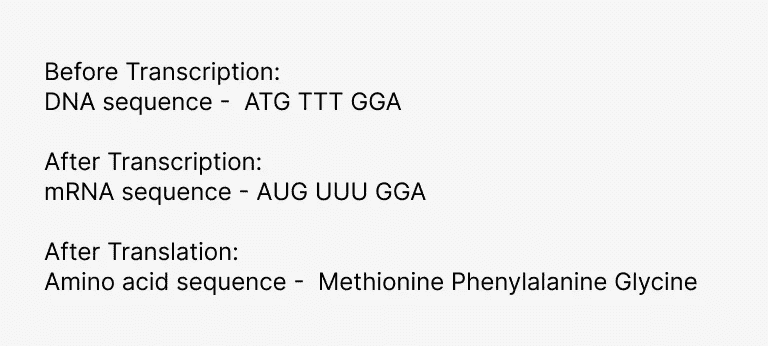 Before Transcription:
DNA sequence -  ATG TTT GGA
After Transcription:
mRNA sequence - AUG UUU GGA
After Translation:
Amino acid sequence -  Methionine Phenylalanine Glycine